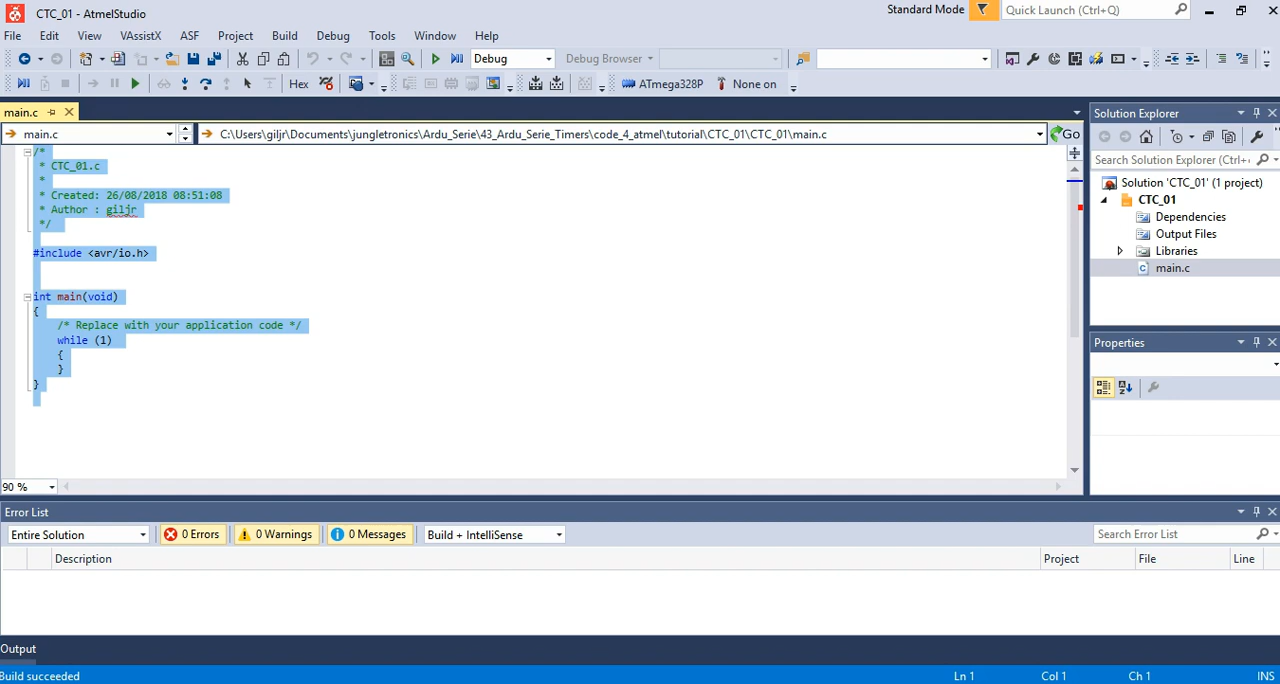 CTC_01 - AtmelStudio
Standard Mode
Quick Launch (Ctrl+Q)
File Edit View VAssistX ASF Project Build Debug Tools Window Help
Debug
Debug Browser
Hex
ATmega328P
None on
main.c
main.c
C:\Users\giljr\Documents\jungletronics\Ardu_Serie\43_Ardu_Serie_Timers\code_4_atmel\tutorial\CTC_01\CTC_01\main.c
Go
/*
* CTC_01.c
*
* Created: 26/08/2018 08:51:08
* Author : giljr
*/
#include <avr/io.h>
int main(void)
{
/* Replace with your application code */
while (1)
{
}
}
90 %
Solution Explorer
Search Solution Explorer (Ctrl+
Solution 'CTC_01' (1 project)
CTC_01
Dependencies
Output Files
Libraries
main.c
Properties
Error List
Entire Solution
0 Errors
0 Warnings
0 Messages
Build + IntelliSense
Search Error List
Description
Project
File
Line
Output
Build succeeded
Ln 1
Col 1
Ch 1
INS